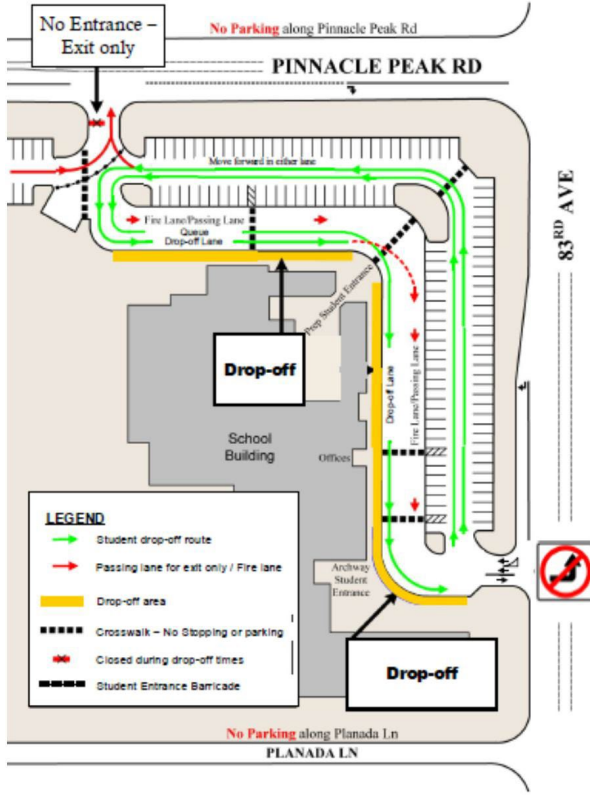 No Entrance –
Exit only
No Parking along Pinnacle Peak Rd
PINNACLE PEAK RD
Move forward in either lane
Fire Lane/Passing Lane
Queue
Drop-off Lane
83RD AVE
Prep Student Entrance
Drop-off
Drop-off Lane
Fire Lane/Passing Lane
School
Building
Offices
LEGEND
Student drop-off route
Passing lane for exit only / Fire lane
Drop-off area
Crosswalk – No Stopping or parking
Closed during drop-off times
Student Entrance Barricade
Archway
Student
Entrance
Drop-off
No Parking along Planada Ln
PLANADA LN